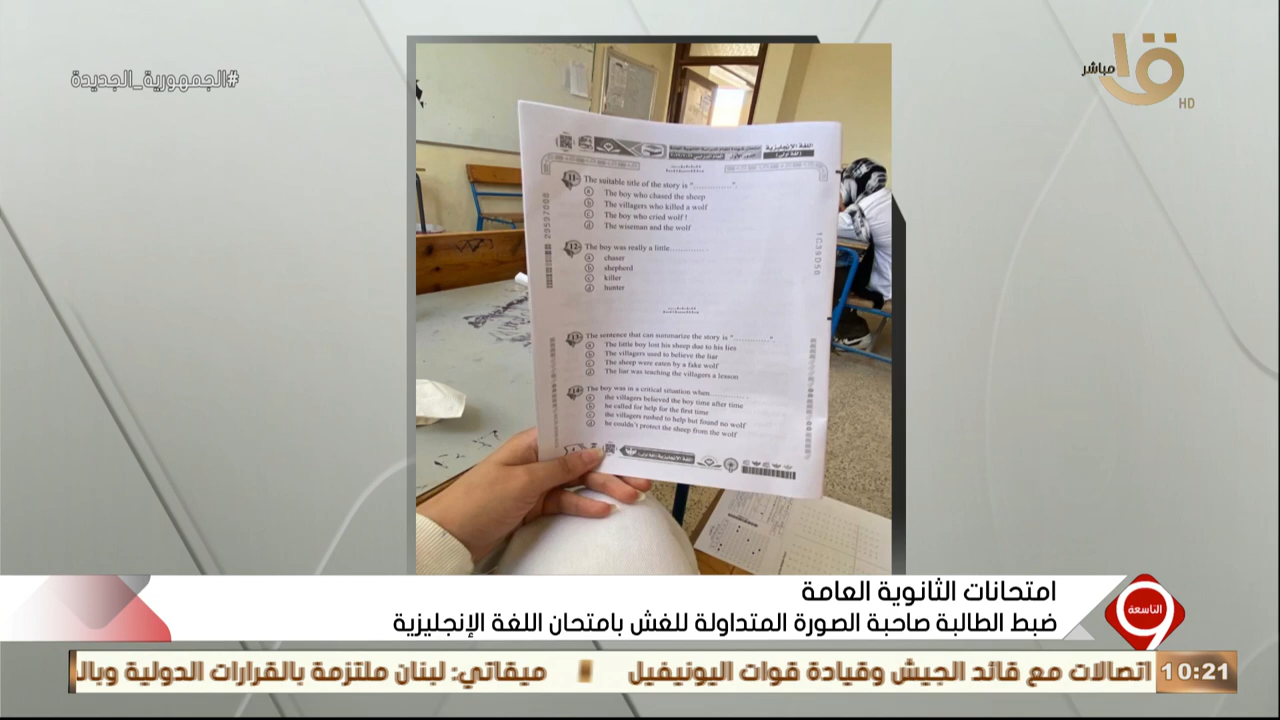 #الجمهورية_الجديدة
مباشر
HD
اللغة الإنجليزية
11- The suitable title of the story is "..............".
a The boy who chased the sheep
b The villagers who killed a wolf
c The boy who cried wolf !
d The wiseman and the wolf
12- The boy was really a little.............
a chaser
b shepherd
c killer
d hunter
13- The sentence that can summarize the story is "..............".
a The little boy lost his sheep due to his lies
b The villagers used to believe the liar
c The sheep were eaten by a fake wolf
d The liar was teaching the villagers a lesson
14- The boy was in a critical situation when..............
a the villagers believed the boy time after time
b he called for help for the first time
c the villagers rushed to help but found no wolf
d he couldn't protect the sheep from the wolf
امتحانات الثانوية العامة
ضبط الطالبة صاحبة الصورة المتداولة للغش بامتحان اللغة الإنجليزية
التاسعة
10:21 اتصالات مع قائد الجيش وقيادة قوات اليونيفيل ميقاتي: لبنان ملتزمة بالقرارات الدولية وبال